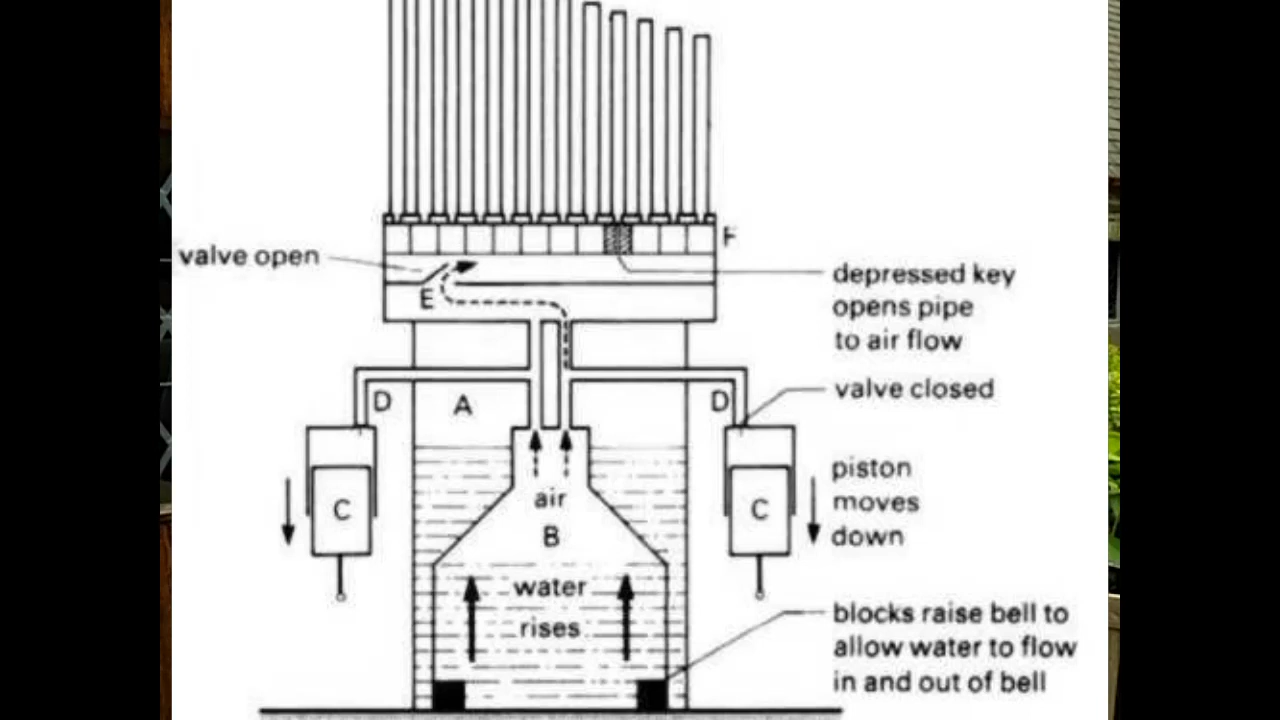 F
valve open
E
depressed key
opens pipe
to air flow
valve closed
D
A
D
piston
moves
down
C
air
C
B
water
rises
blocks raise bell to
allow water to flow
in and out of bell